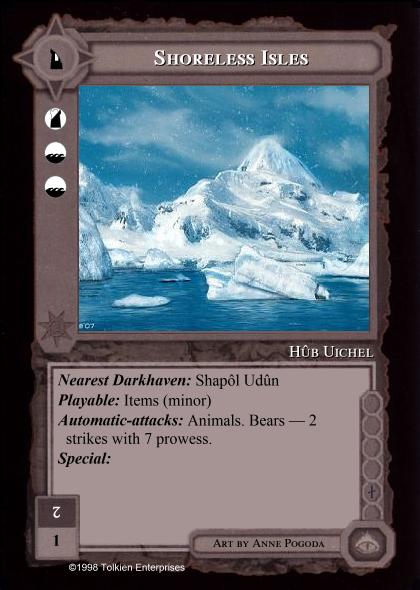 SHORELESS ISLES
©'07
HÛB UICHEL
Nearest Darkhaven: Shapôl Udûn
Playable: Items (minor)
Automatic-attacks: Animals. Bears — 2
strikes with 7 prowess.
Special:
2
1
ART BY ANNE POGODA
©1998 Tolkien Enterprises